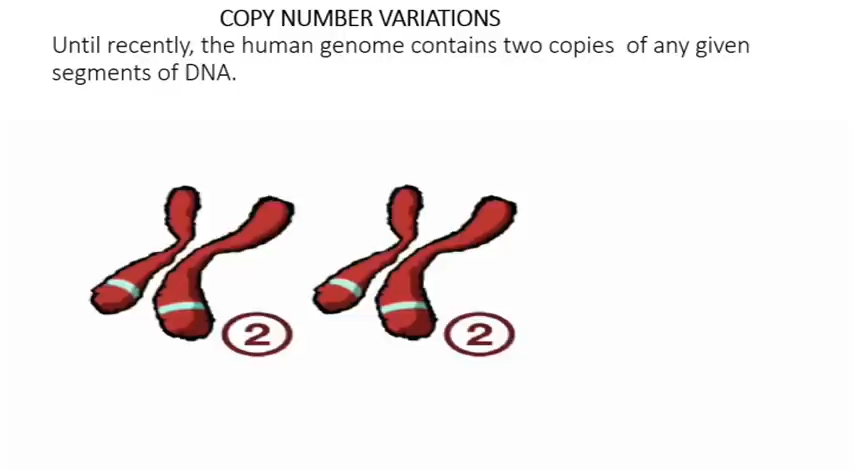 COPY NUMBER VARIATIONS
Until recently, the human genome contains two copies of any given
segments of DNA.
2
2